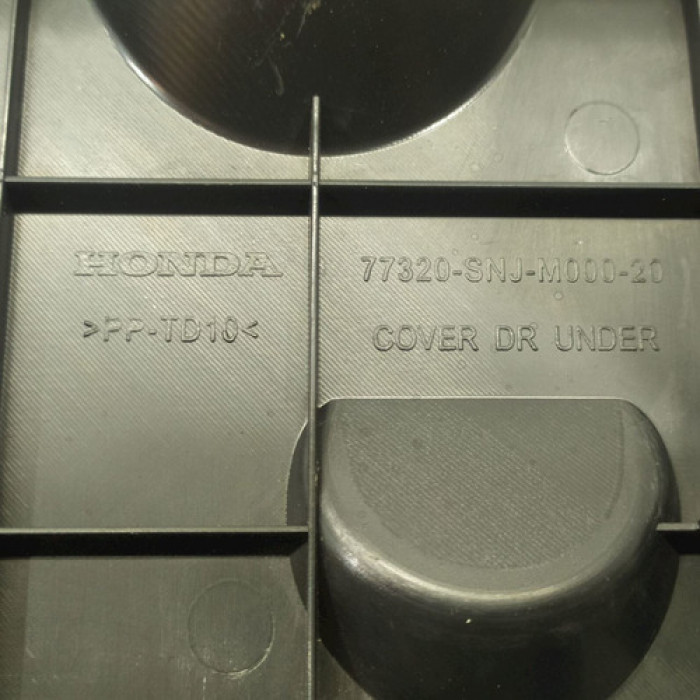 HONDA
>PP-TD10<
77320-SNJ-M000-20
COVER DR UNDER